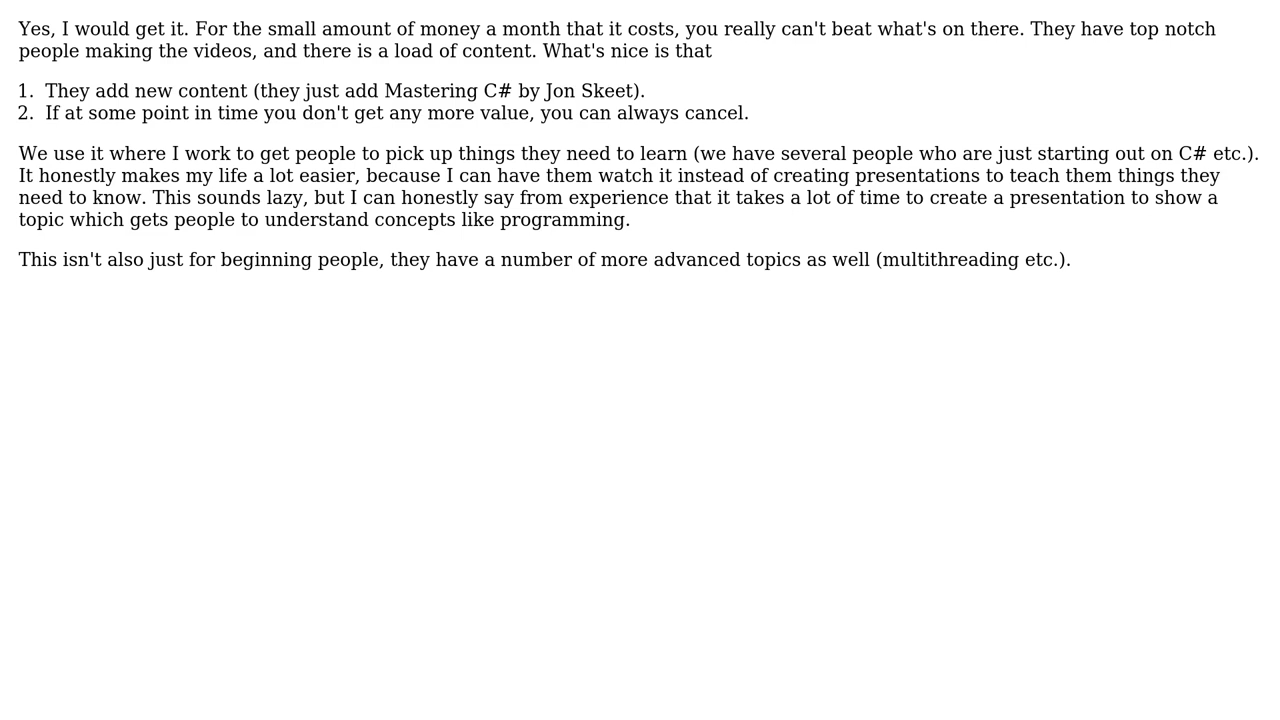 Yes, I would get it. For the small amount of money a month that it costs, you really can't beat what's on there. They have top notch
people making the videos, and there is a load of content. What's nice is that
1. They add new content (they just add Mastering C# by Jon Skeet).
2. If at some point in time you don't get any more value, you can always cancel.
We use it where I work to get people to pick up things they need to learn (we have several people who are just starting out on C# etc.).
It honestly makes my life a lot easier, because I can have them watch it instead of creating presentations to teach them things they
need to know. This sounds lazy, but I can honestly say from experience that it takes a lot of time to create a presentation to show a
topic which gets people to understand concepts like programming.
This isn't also just for beginning people, they have a number of more advanced topics as well (multithreading etc.).